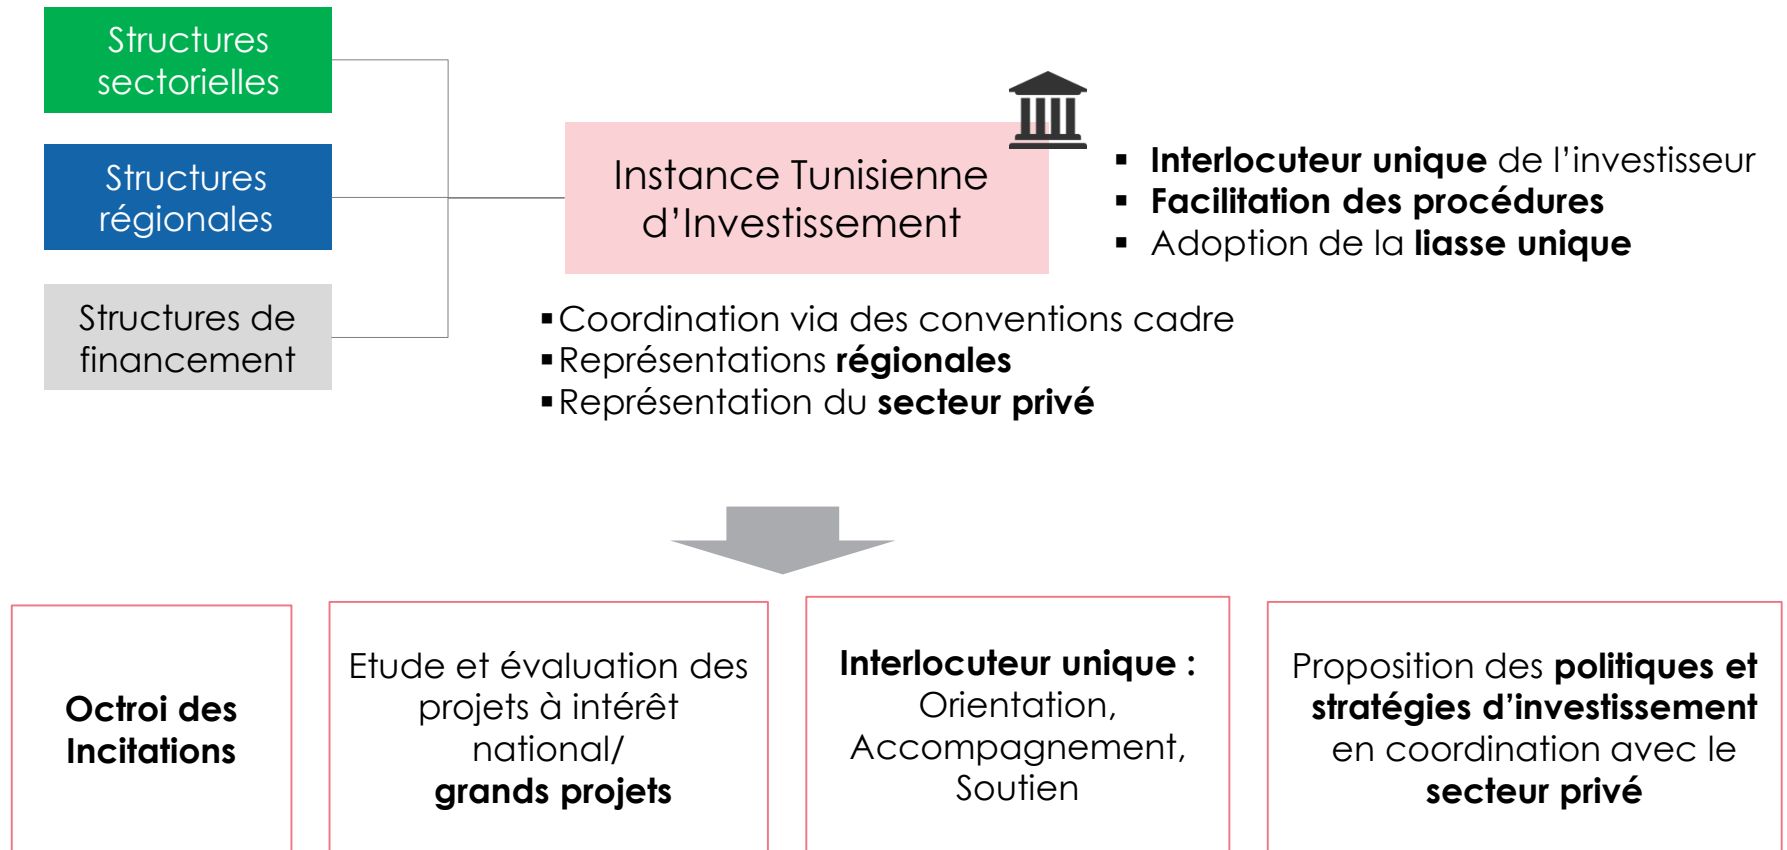 Structures
sectorielles
Structures
régionales
Structures de
financement
Instance Tunisienne
d’Investissement
▪ Interlocuteur unique de l’investisseur
▪ Facilitation des procédures
▪ Adoption de la liasse unique
▪ Coordination via des conventions cadre
▪ Représentations régionales
▪ Représentation du secteur privé
Octroi des
Incitations
Etude et évaluation des
projets à intérêt
national/
grands projets
Interlocuteur unique :
Orientation,
Accompagnement,
Soutien
Proposition des politiques et
stratégies d’investissement
en coordination avec le
secteur privé